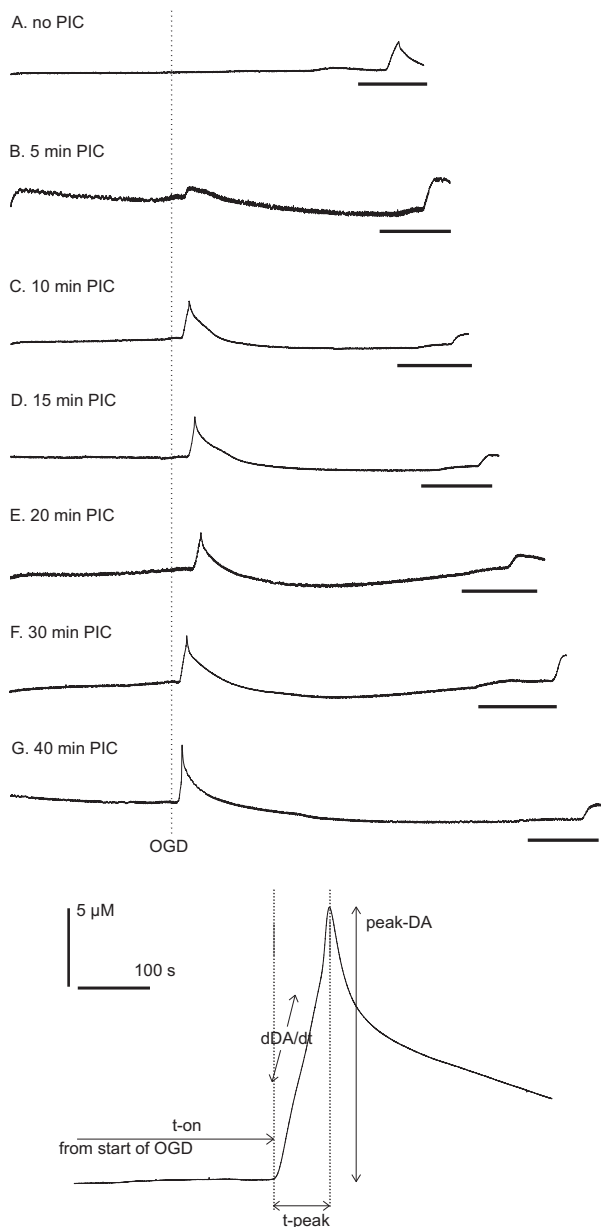 A. no PIC
B. 5 min PIC
C. 10 min PIC
D. 15 min PIC
E. 20 min PIC
F. 30 min PIC
G. 40 min PIC
OGD
5 μM
100 s
peak-DA
dDA/dt
t-on
from start of OGD
t-peak